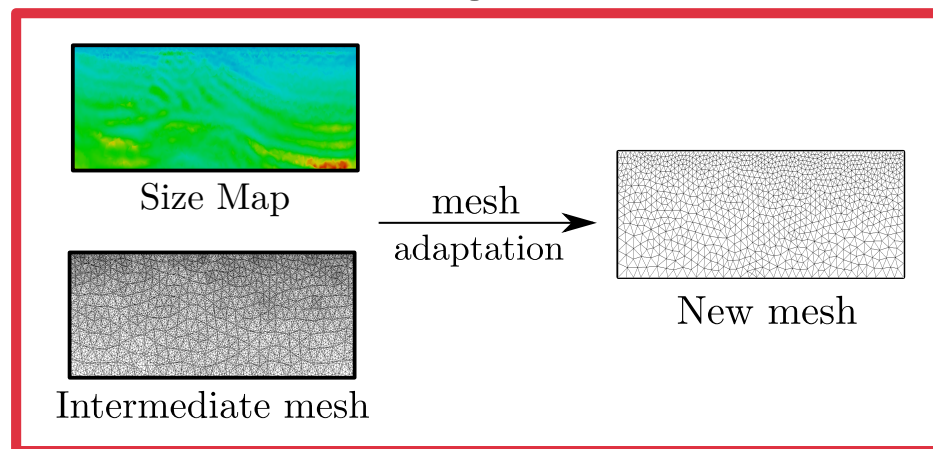 Size Map
mesh
adaptation
Intermediate mesh
New mesh